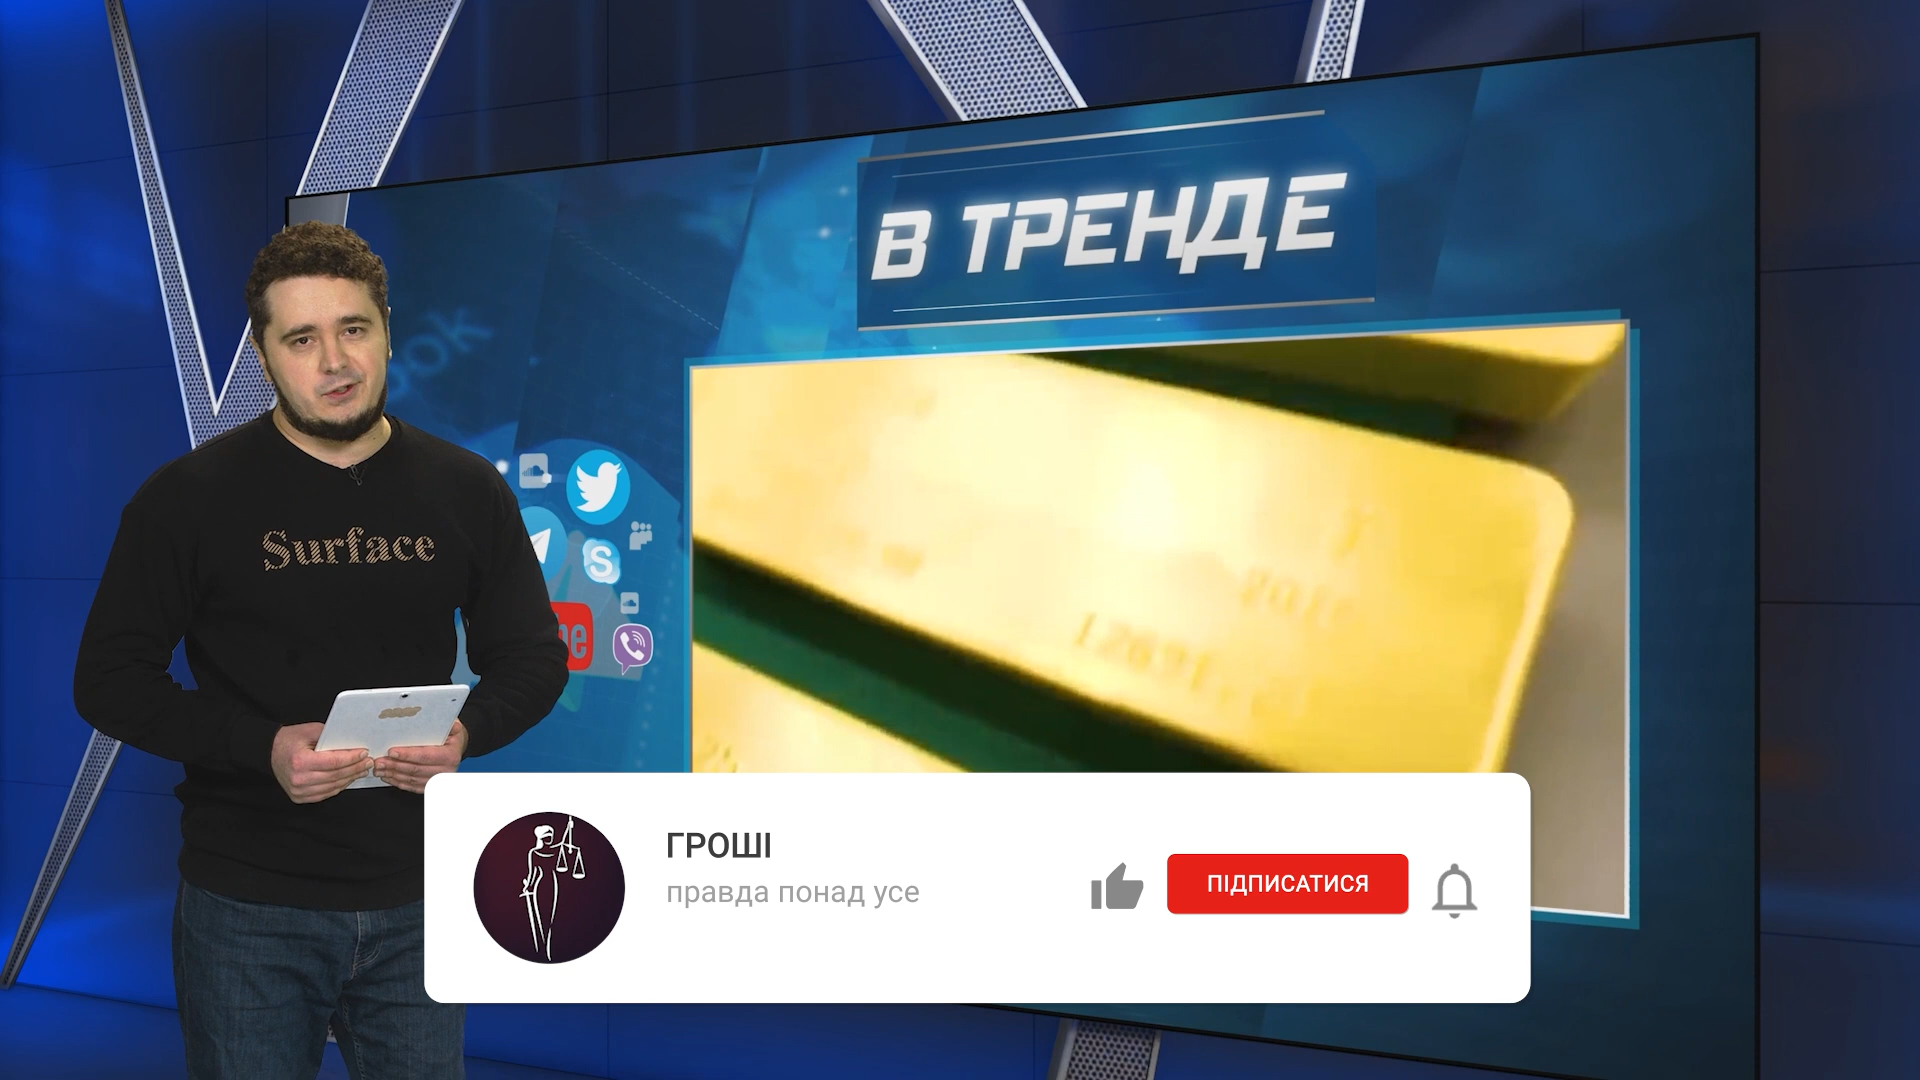 В ТРЕНДЕ
Surface
ГРОШІ
правда понад усе
ПІДПИСАТИСЯ